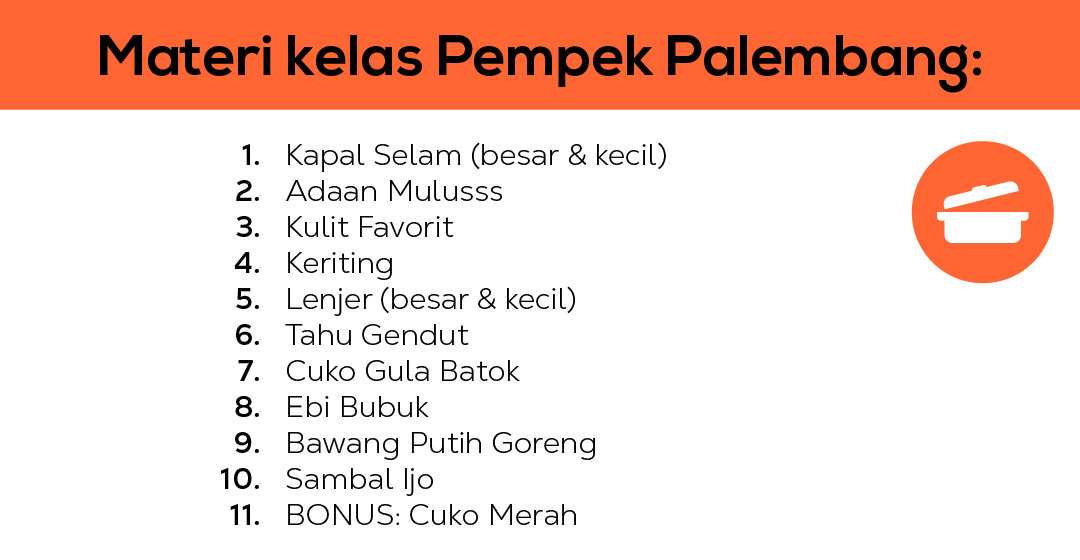 Materi kelas Pempek Palembang:
1. Kapal Selam (besar & kecil)
2. Adaan Mulusss
3. Kulit Favorit
4. Keriting
5. Lenjer (besar & kecil)
6. Tahu Gendut
7. Cuko Gula Batok
8. Ebi Bubuk
9. Bawang Putih Goreng
10. Sambal Ijo
11. BONUS: Cuko Merah